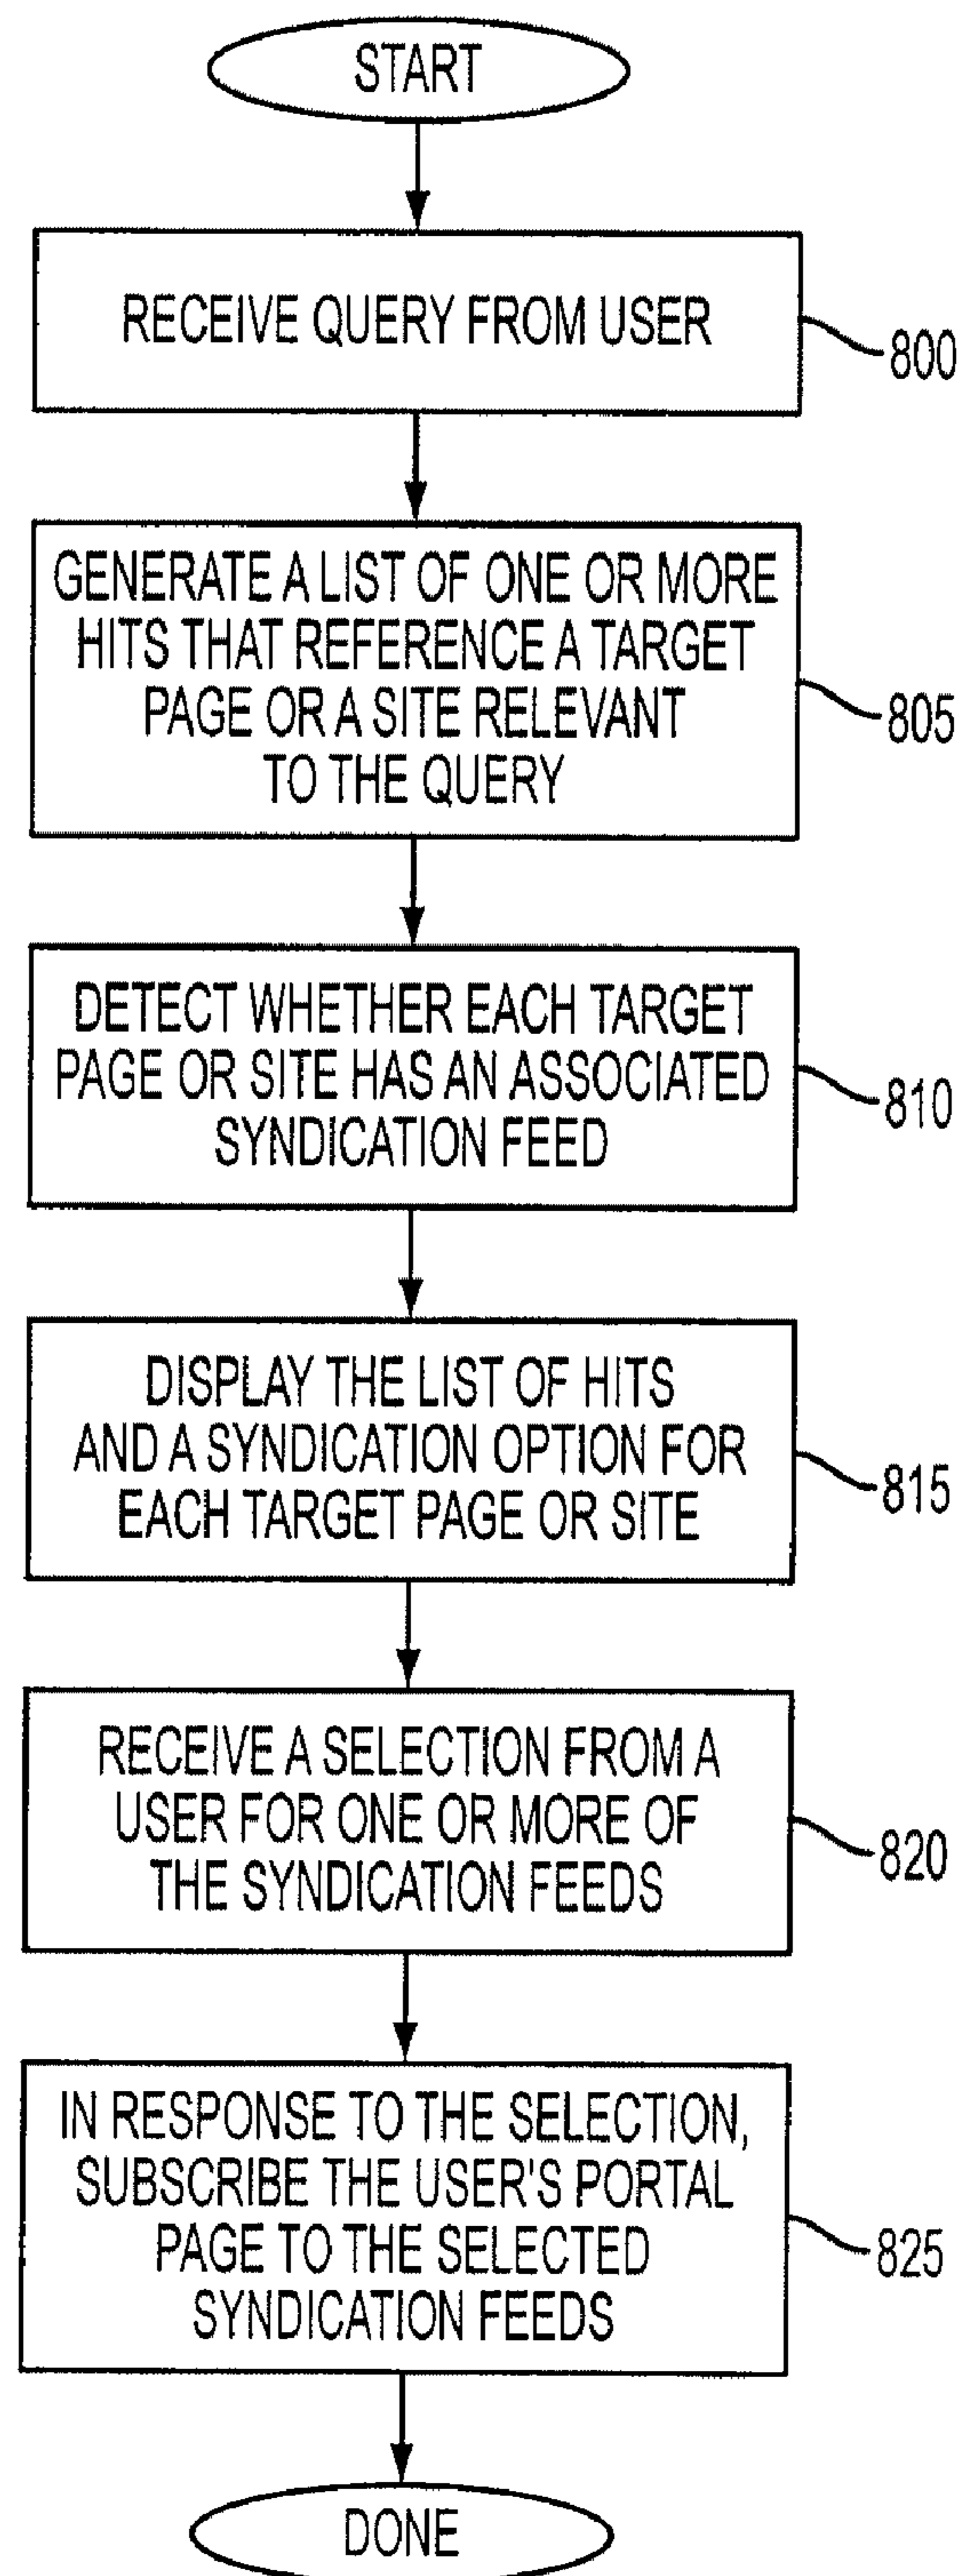 START
RECEIVE QUERY FROM USER
800
GENERATE A LIST OF ONE OR MORE
HITS THAT REFERENCE A TARGET
PAGE OR A SITE RELEVANT
TO THE QUERY
805
DETECT WHETHER EACH TARGET
PAGE OR SITE HAS AN ASSOCIATED
SYNDICATION FEED
810
DISPLAY THE LIST OF HITS
AND A SYNDICATION OPTION FOR
EACH TARGET PAGE OR SITE
815
RECEIVE A SELECTION FROM A
USER FOR ONE OR MORE OF
THE SYNDICATION FEEDS
820
IN RESPONSE TO THE SELECTION,
SUBSCRIBE THE USER'S PORTAL
PAGE TO THE SELECTED
SYNDICATION FEEDS
825
DONE